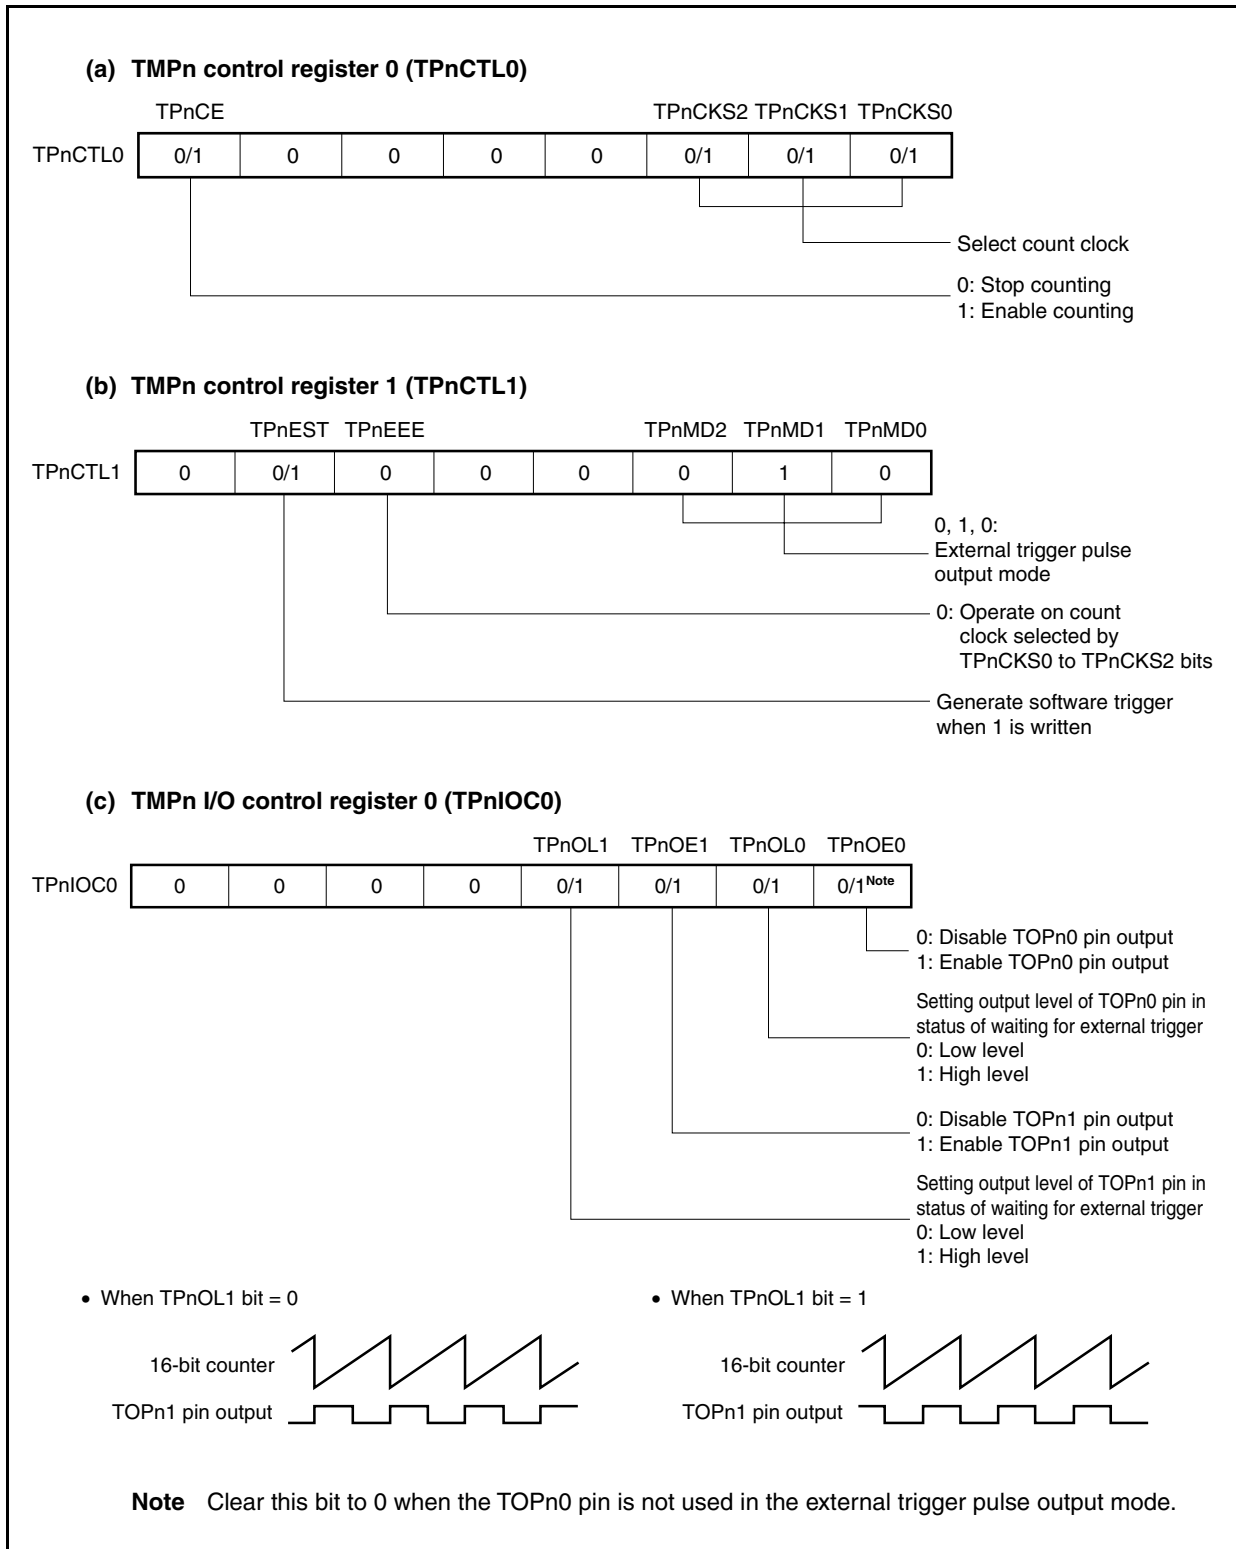 (a) TMPn control register 0 (TPnCTL0)
TPnCE TPnCKS2 TPnCKS1 TPnCKS0
TPnCTL0 0/1 0 0 0 0 0/1 0/1 0/1
Select count clock
0: Stop counting
1: Enable counting
(b) TMPn control register 1 (TPnCTL1)
TPnEST TPnEEE TPnMD2 TPnMD1 TPnMD0
TPnCTL1 0 0/1 0 0 0 0 1 0
0, 1, 0:
External trigger pulse
output mode
0: Operate on count
clock selected by
TPnCKS0 to TPnCKS2 bits
Generate software trigger
when 1 is written
(c) TMPn I/O control register 0 (TPnIOC0)
TPnOL1 TPnOE1 TPnOL0 TPnOE0
TPnIOC0 0 0 0 0 0/1 0/1 0/1 0/1Note
0: Disable TOPn0 pin output
1: Enable TOPn0 pin output
Setting output level of TOPn0 pin in
status of waiting for external trigger
0: Low level
1: High level
0: Disable TOPn1 pin output
1: Enable TOPn1 pin output
Setting output level of TOPn1 pin in
status of waiting for external trigger
0: Low level
1: High level
• When TPnOL1 bit = 0 • When TPnOL1 bit = 1
16-bit counter 16-bit counter
TOPn1 pin output TOPn1 pin output
Note Clear this bit to 0 when the TOPn0 pin is not used in the external trigger pulse output mode.